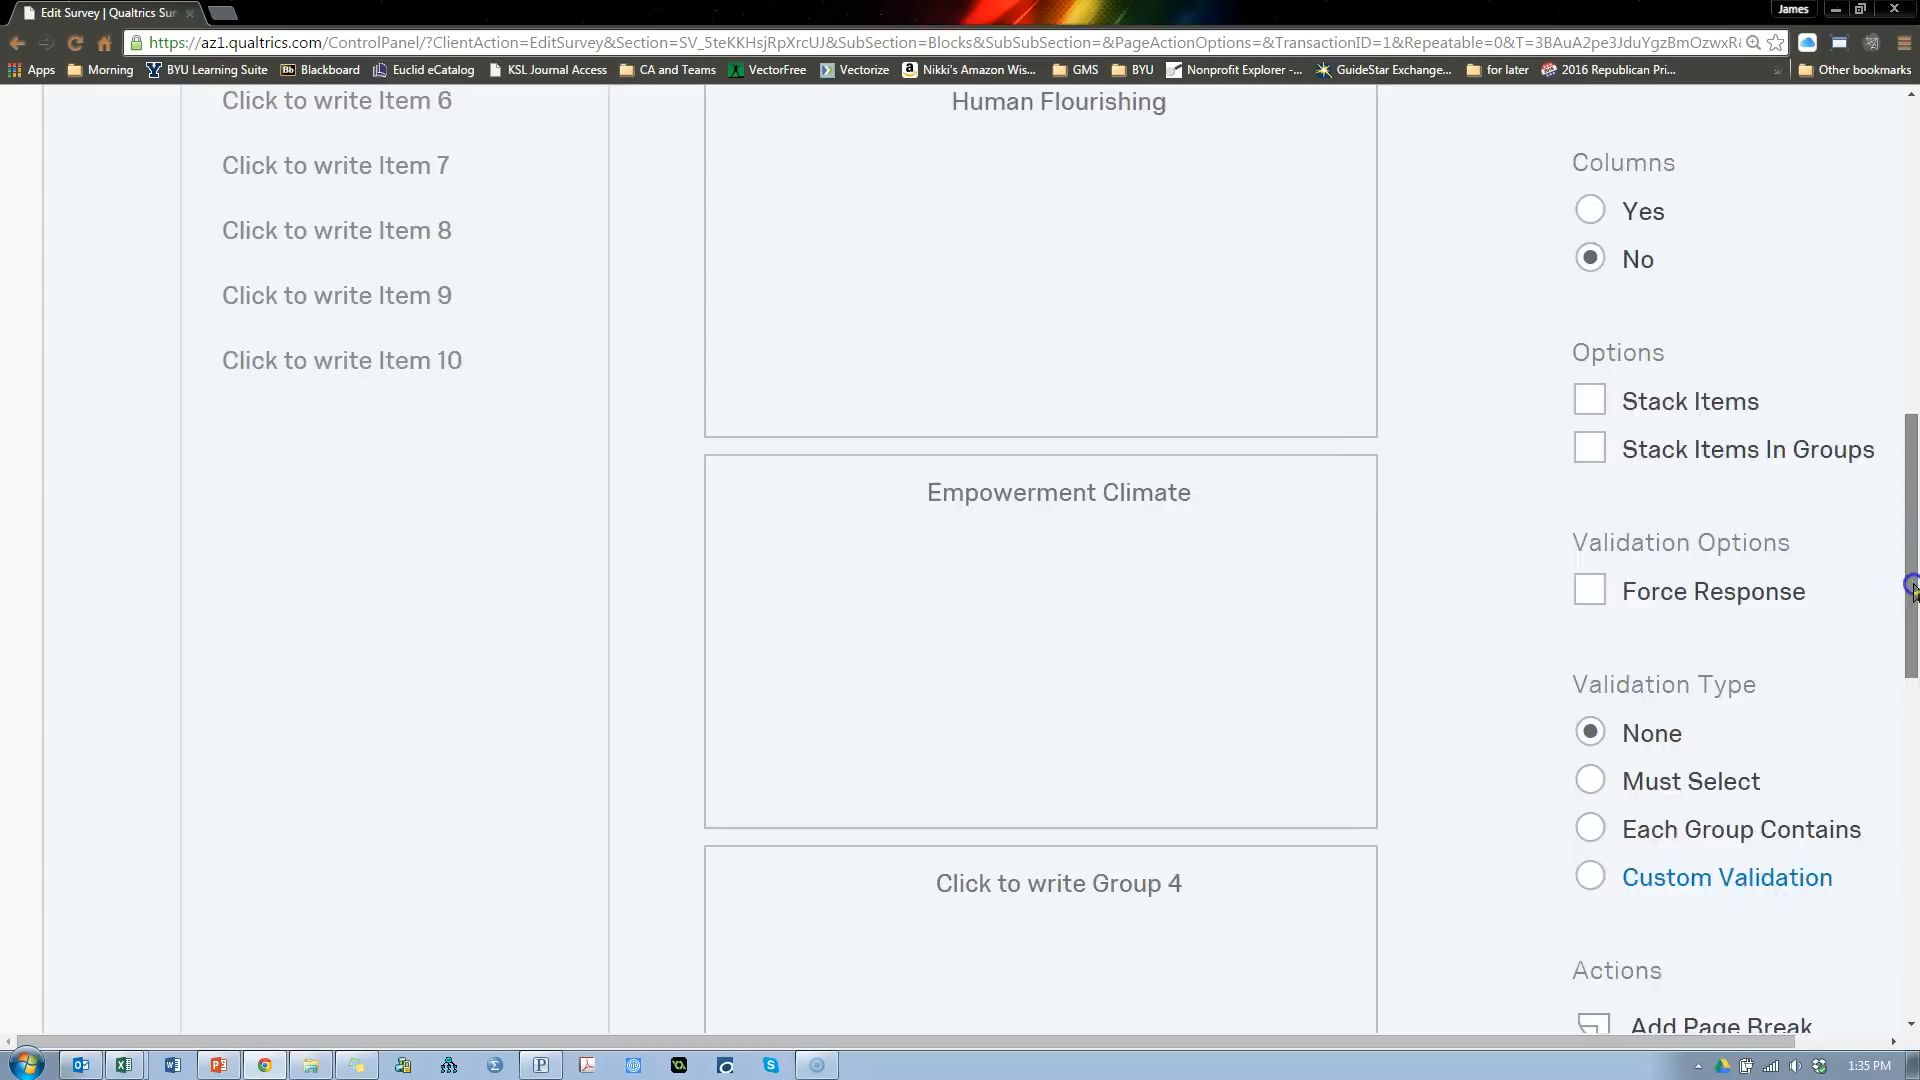 Edit Survey | Qualtrics Sur
James
https://az1.qualtrics.com/ControlPanel/?ClientAction=EditSurvey&Section=SV_5teKKHsjRpXrcUJ&SubSection=Blocks&SubSubSection=&PageActionOptions=&TransactionID=1&Repeatable=0&T=3BAuA2pe3JduYgzBmOzwxR
Apps Morning BYU Learning Suite Blackboard Euclid eCatalog KSL Journal Access CA and Teams VectorFree Vectorize Nikki's Amazon Wis... GMS BYU Nonprofit Explorer -... GuideStar Exchange... for later 2016 Republican Pri... » Other bookmarks
Click to write Item 6
Click to write Item 7
Click to write Item 8
Click to write Item 9
Click to write Item 10
Human Flourishing
Empowerment Climate
Click to write Group 4
Columns
Yes
No
Options
Stack Items
Stack Items In Groups
Validation Options
Force Response
Validation Type
None
Must Select
Each Group Contains
Custom Validation
Actions
Add Page Break
1:35 PM